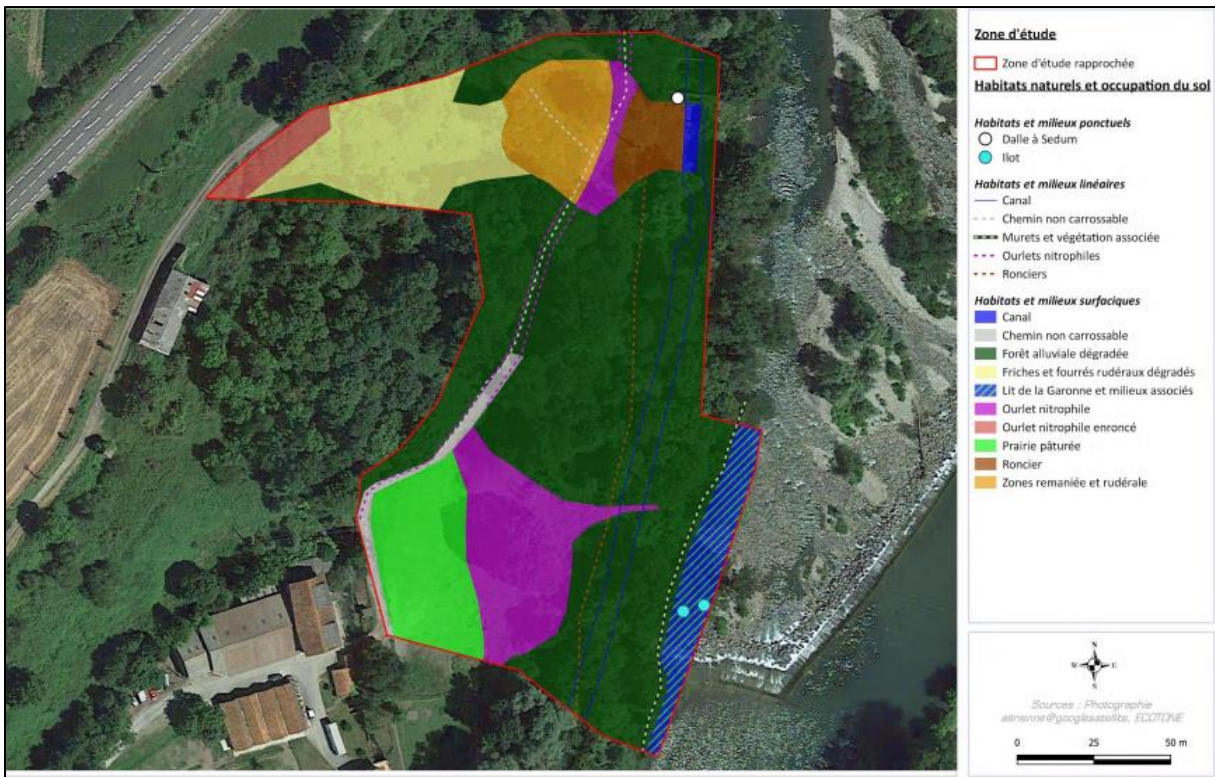 Zone d'étude
Zone d'étude rapprochée
Habitats naturels et occupation du sol
Habitats et milieux ponctuels
Dalle à Sedum
Ilot
Habitats et milieux linéaires
Canal
Chemin non carrossable
Murets et végétation associée
Ourlets nitrophiles
Ronciers
Habitats et milieux surfaciques
Canal
Chemin non carrossable
Forêt alluviale dégradée
Friches et fourrés rudéraux dégradés
Lit de la Garonne et milieux associés
Ourlet nitrophile
Ourlet nitrophile enroncé
Prairie pâturée
Roncier
Zones remaniée et rudérale
N
W E
S
Sources : Photographie
aérienne@googlesatellite, ECOTONE
0 25 50 m